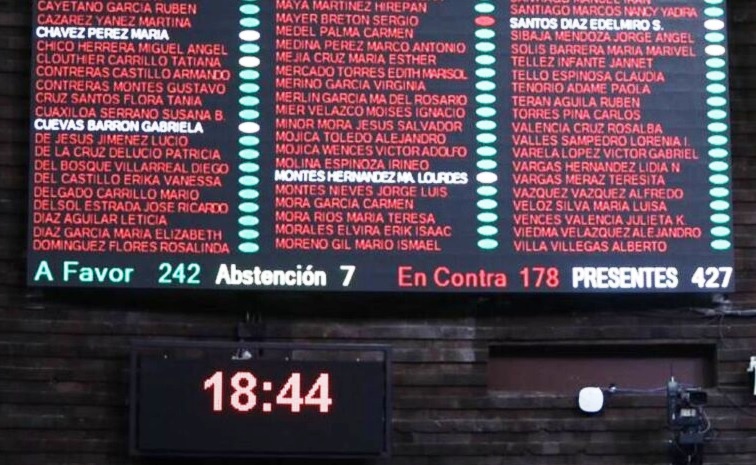 CAYETANO GARCIA RUBEN
CAZAREZ YANEZ MARTINA
CHAVEZ PEREZ MARIA
CHICO HERRERA MIGUEL ANGEL
CLOUTHIER CARRILLO TATIANA
CONTRERAS CASTILLO ARMANDO
CONTRERAS MONTES GUSTAVO
CRUZ SANTOS FLORA TANIA
CUAXILOA SERRANO SUSANA B.
CUEVAS BARRON GABRIELA
DE JESUS JIMENEZ LUCIO
DE LA CRUZ DELUCIO PATRICIA
DEL BOSQUE VILLARREAL DIEGO
DEL CASTILLO ERIKA VANESSA
DELGADO CARRILLO MARIO
DELSOL ESTRADA JOSE RICARDO
DIAZ AGUILAR LETICIA
DIAZ GARCIA MARIA ELIZABETH
DOMINGUEZ FLORES ROSALINDA
MAYA MARTINEZ HIREPAN
MAYER BRETON SERGIO
MEDEL PALMA CARMEN
MEDINA PEREZ MARCO ANTONIO
MEJIA CRUZ MARIA ESTHER
MERCADO TORRES EDITH MARISOL
MERINO GARCIA VIRGINIA
MERLIN GARCIA MA DEL ROSARIO
MIER VELAZCO MOISES IGNACIO
MINOR MORA JESUS SALVADOR
MOJICA TOLEDO ALEJANDRO
MOJICA WENCES VICTOR ADOLFO
MOLINA ESPINOZA IRINEO
MONTES HERNANDEZ MA. LOURDES
MONTES NIEVES JORGE LUIS
MORA GARCIA CARMEN
MORA RIOS MARIA TERESA
MORALES ELVIRA ERIK ISAAC
MORENO GIL MARIO ISMAEL
SANTIAGO MANUEL IRAN
SANTIAGO MARCOS NANCY YADIRA
SANTOS DIAZ EDELMIRO S.
SIBAJA MENDOZA JORGE ANGEL
SOLIS BARRERA MARIA MARIVEL
TELLEZ INFANTE JANNET
TELLO ESPINOSA CLAUDIA
TENORIO ADAME PAOLA
TERAN AGUILA RUBEN
TORRES PIÑA CARLOS
VALENCIA CRUZ ROSALBA
VALLES SAMPEDRO LORENIA I.
VARELA LOPEZ VICTOR GABRIEL
VARGAS HERNANDEZ LIDIA N
VARGAS MERAZ TERESITA
VAZQUEZ VAZQUEZ ALFREDO
VELOZ SILVA MARIA LUISA
VENCES VALENCIA JULIETA K.
VIEDMA VELAZQUEZ ALEJANDRO
VILLA VILLEGAS ALBERTO
A Favor 242 Abstención 7 En Contra 178 PRESENTES 427
18:44